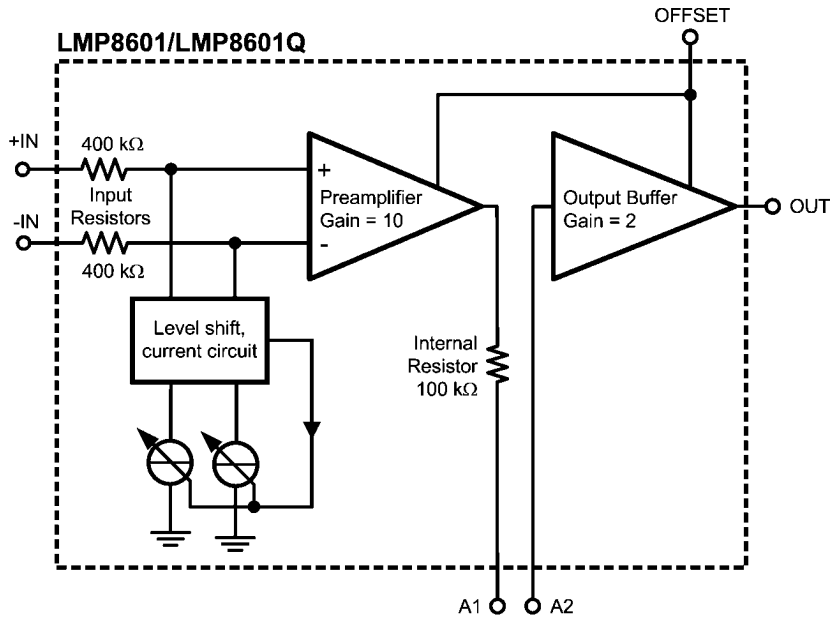 OFFSET
LMP8601/LMP8601Q
+IN
400 kΩ
Input
Resistors
-IN
400 kΩ
+
-
Preamplifier
Gain = 10
Output Buffer
Gain = 2
OUT
Level shift,
current circuit
Internal
Resistor
100 kΩ
A1
A2